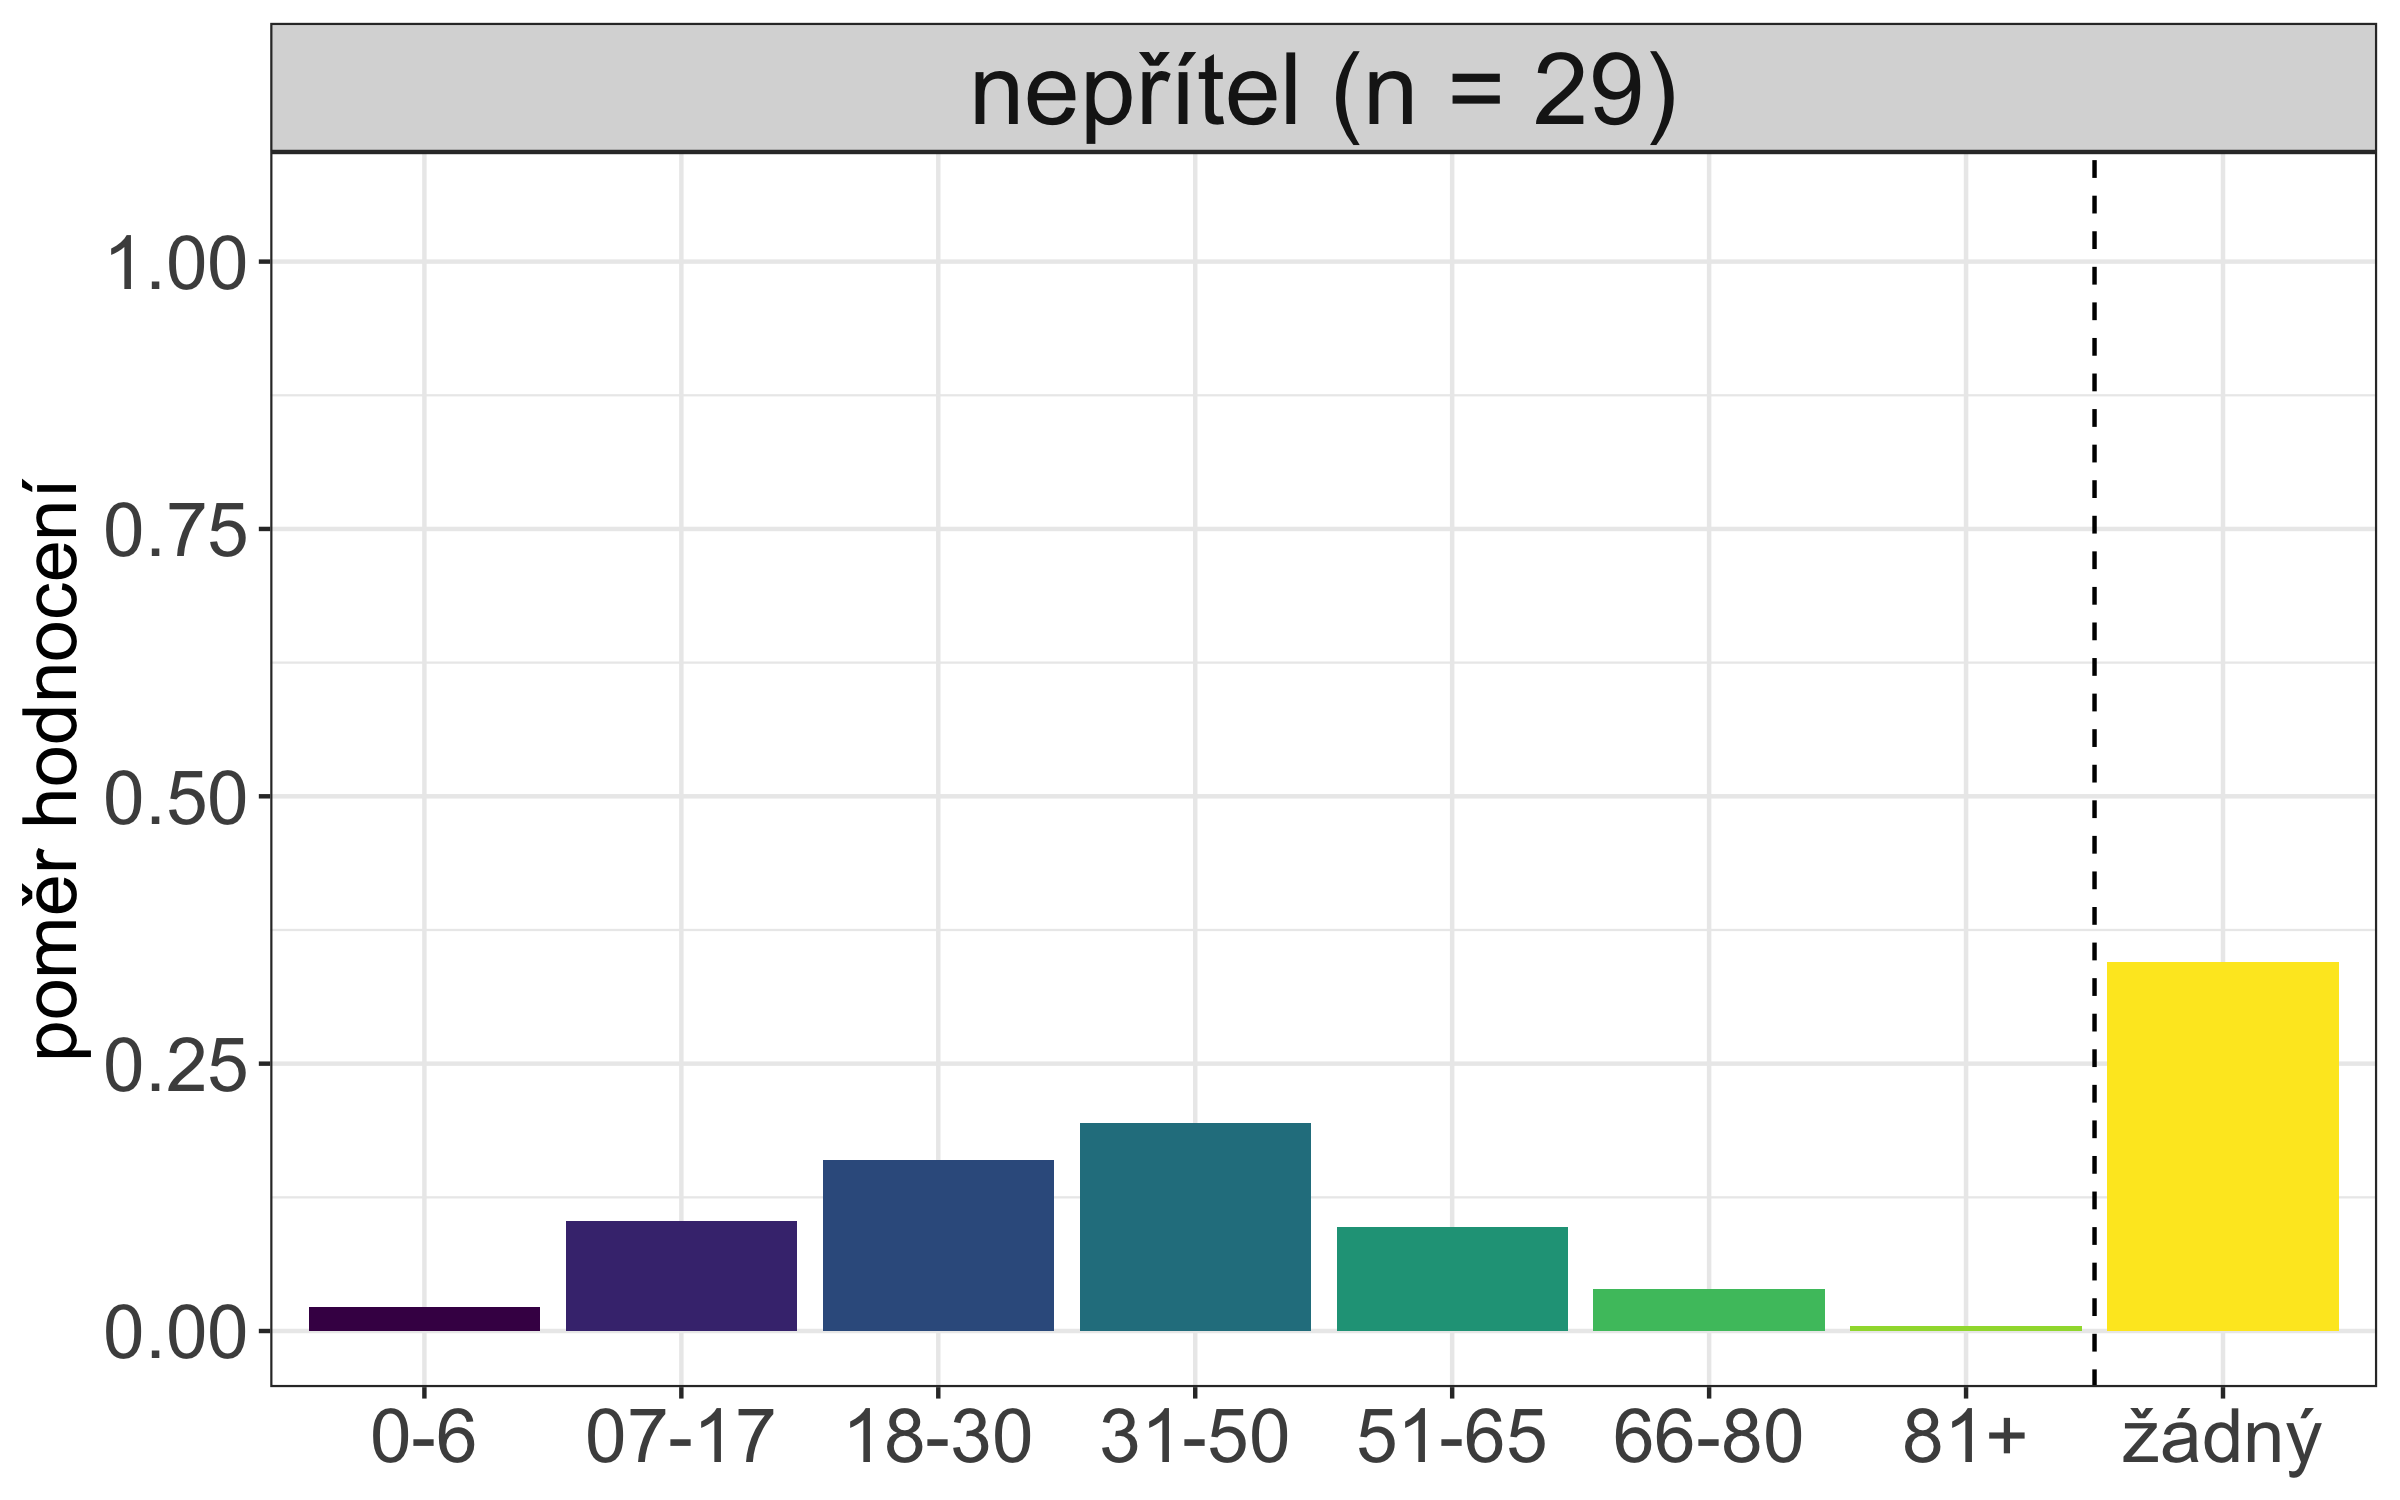 nepřítel (n = 29)
poměr hodnocení
1.00
0.75
0.50
0.25
0.00
0-6 07-17 18-30 31-50 51-65 66-80 81+ žádný